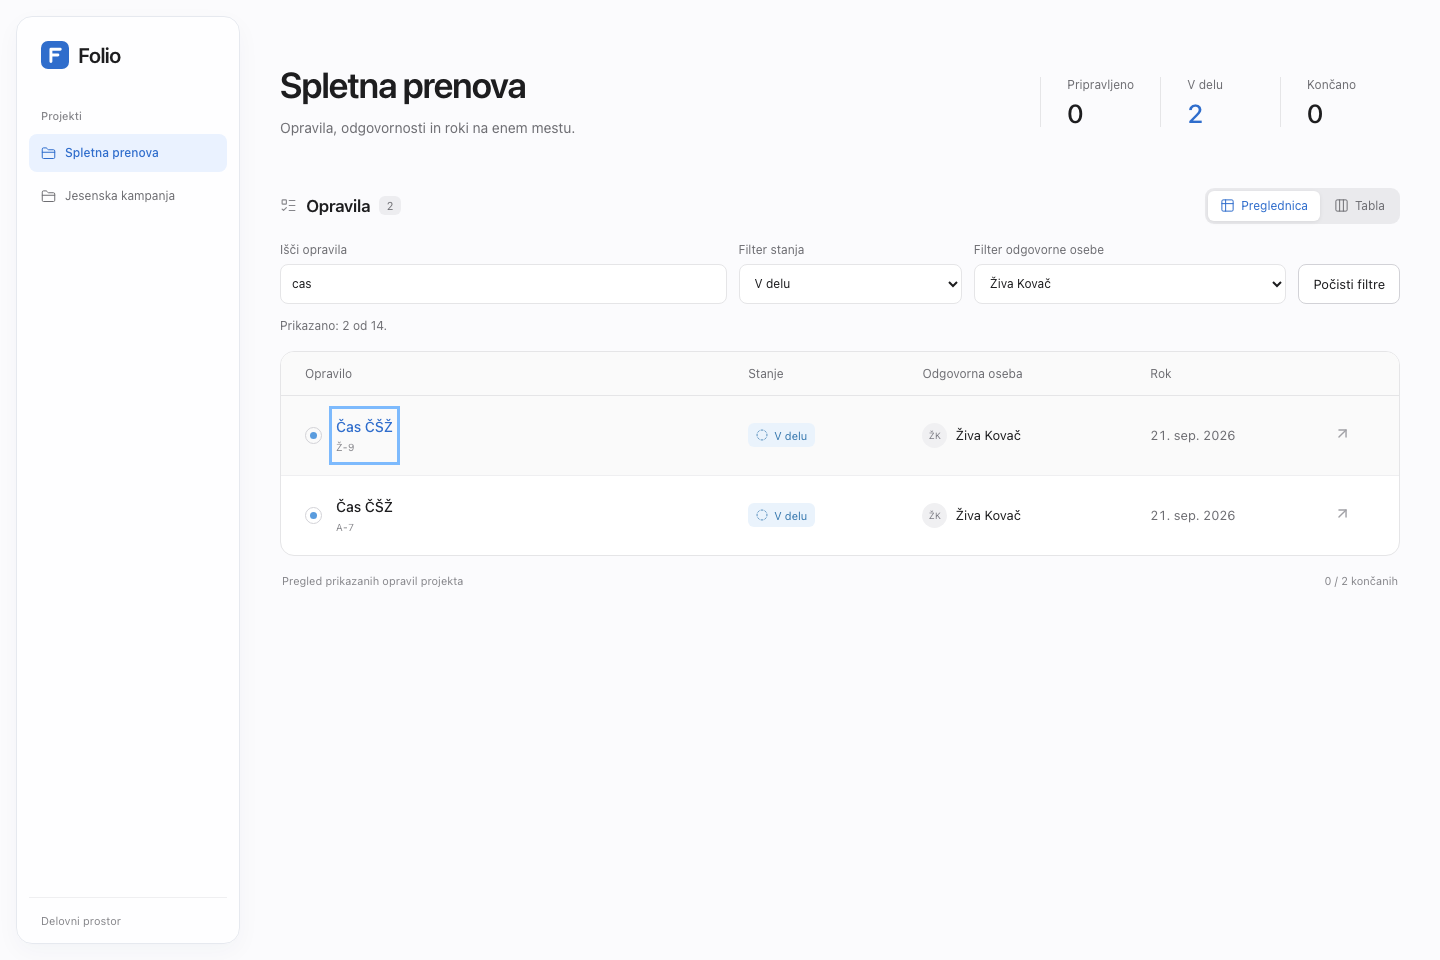 Folio
Projekti
Spletna prenova
Jesenska kampanja
Delovni prostor
Spletna prenova
Opravila, odgovornosti in roki na enem mestu.
Pripravljeno
0
V delu
2
Končano
0
Opravila 2
Preglednica
Tabla
Išči opravila
cas
Filter stanja
V delu
Filter odgovorne osebe
Živa Kovač
Počisti filtre
Prikazano: 2 od 14.
Opravilo Stanje Odgovorna oseba Rok
Čas ČŠŽ
Ž-9
V delu
ŽK Živa Kovač
21. sep. 2026
Čas ČŠŽ
A-7
V delu
ŽK Živa Kovač
21. sep. 2026
Pregled prikazanih opravil projekta
0 / 2 končanih